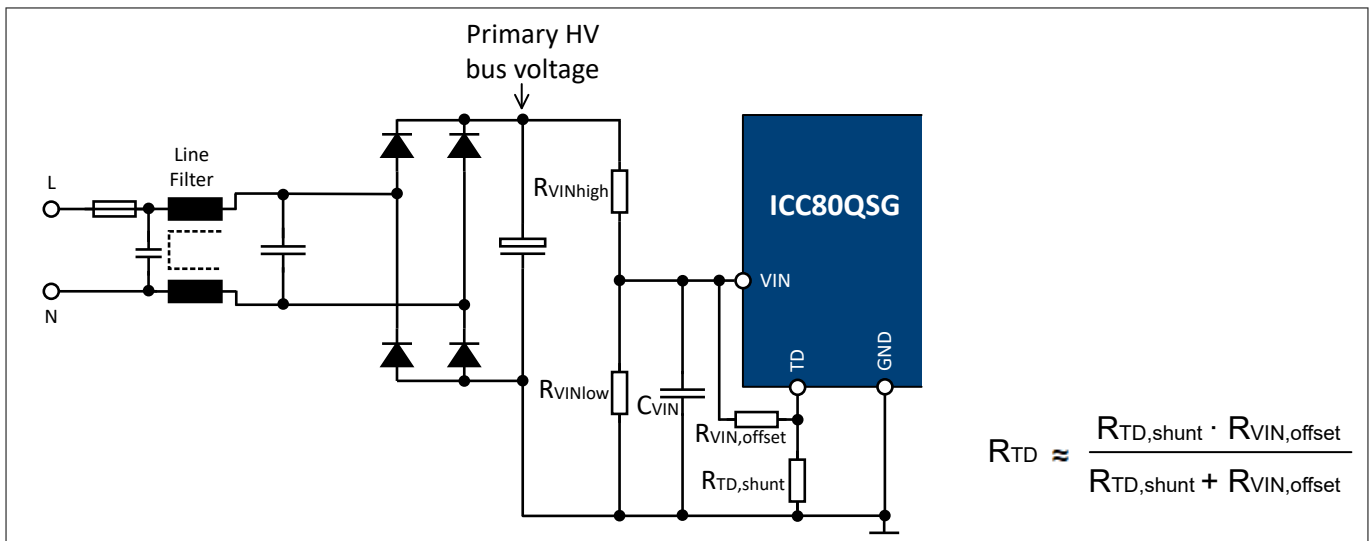 Primary HV
bus voltage
Line
Filter
L
N
RVINhigh
ICC80QSG
VIN
TD
GND
RVINlow
CVIN
RVIN,offset
RTD,shunt
RTD ≈ RTD,shunt · RVIN,offset
RTD,shunt + RVIN,offset